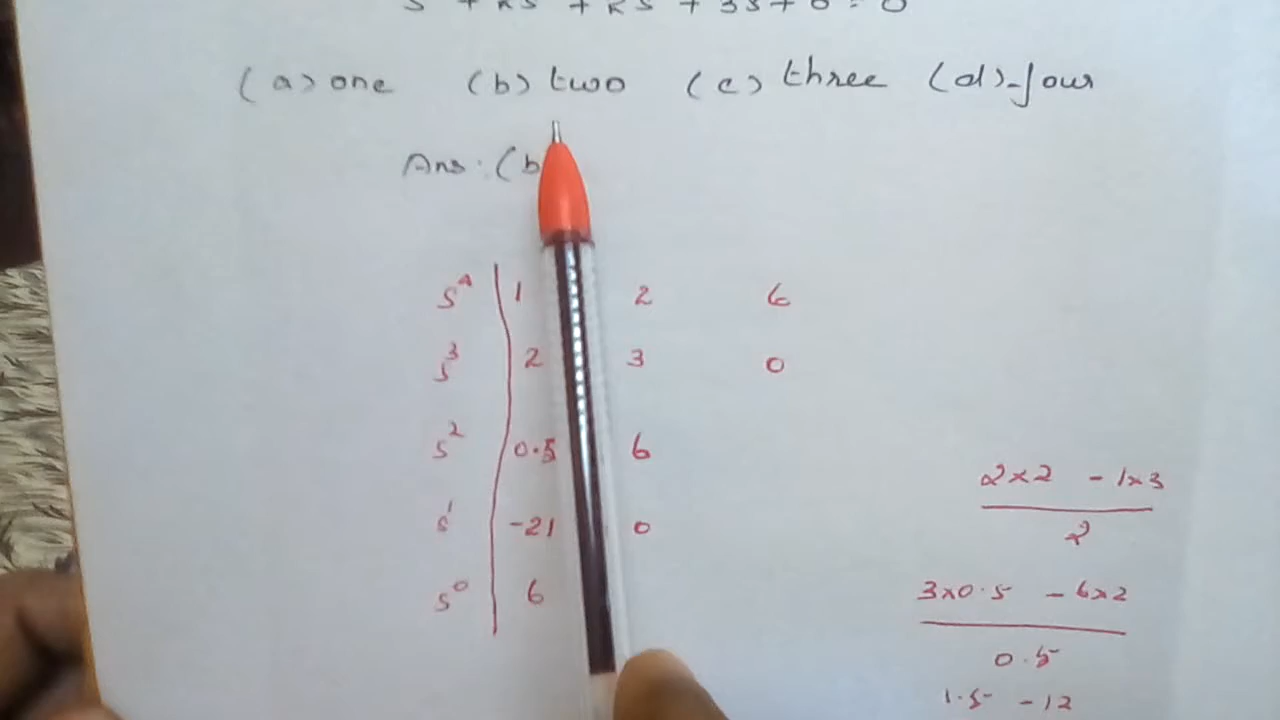 (a) one (b) two (c) three (d) four
Ans: (b
s⁴ 1 2 6
s³ 2 3 0
s² 0.5 6
s¹ -21 0
s⁰ 6
2×2 - 1×3
2
3×0.5 - 6×2
0.5
1.5 - 12